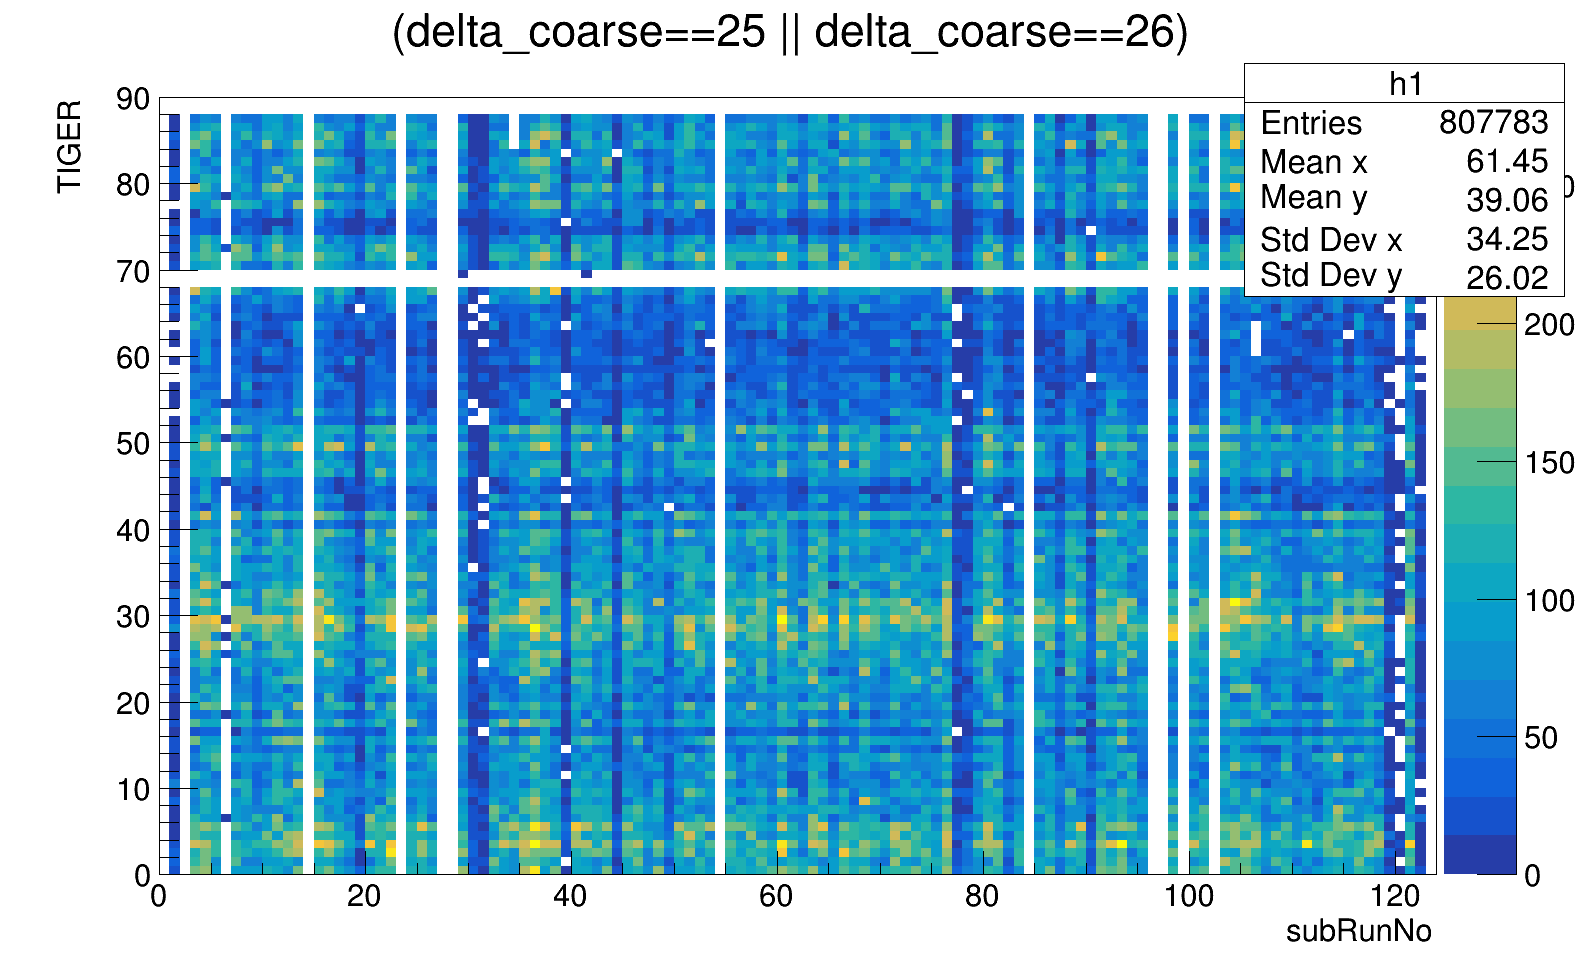 (delta_coarse==25 || delta_coarse==26)
h1
Entries 807783
Mean x 61.45
Mean y 39.06
Std Dev x 34.25
Std Dev y 26.02
TIGER
90
80
70
60
50
40
30
20
10
0
200
150
100
50
0
0 20 40 60 80 100 120
subRunNo